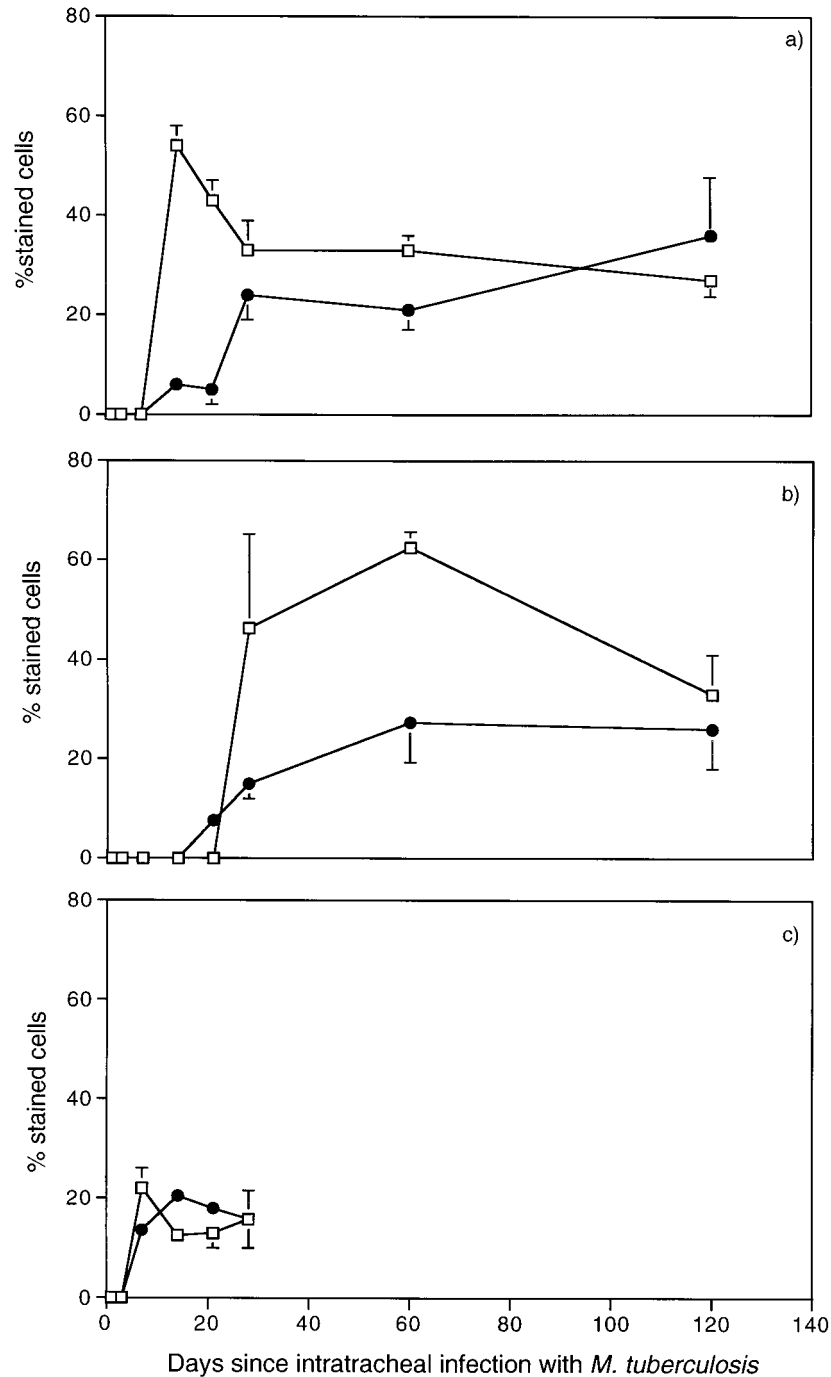 80
a)
60
%stained cells
40
20
0
80
b)
60
% stained cells
40
20
0
80
c)
60
% stained cells
40
20
0
0 20 40 60 80 100 120 140
Days since intratracheal infection with M. tuberculosis